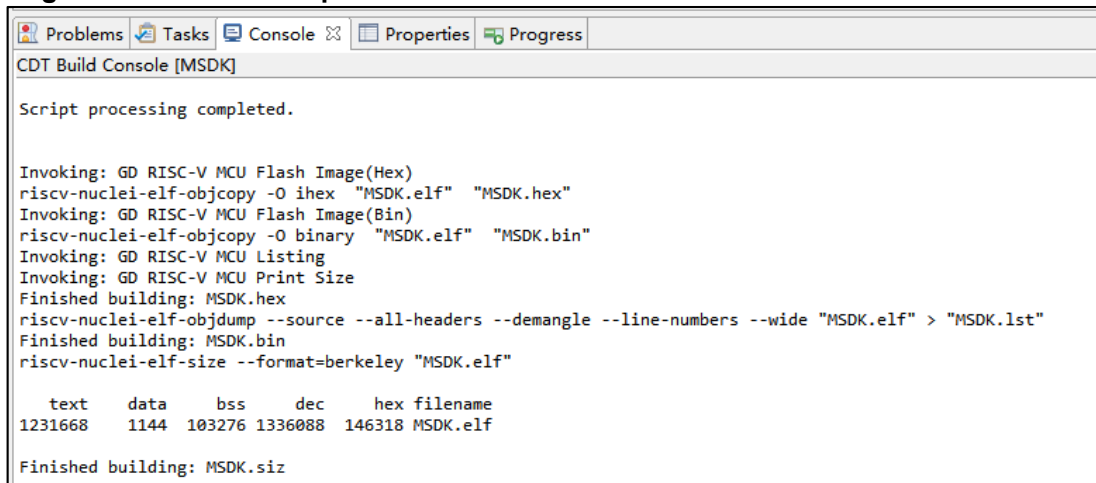 Problems Tasks Console Properties Progress
CDT Build Console [MSDK]
Script processing completed.
Invoking: GD RISC-V MCU Flash Image(Hex)
riscv-nuclei-elf-objcopy -O ihex "MSDK.elf" "MSDK.hex"
Invoking: GD RISC-V MCU Flash Image(Bin)
riscv-nuclei-elf-objcopy -O binary "MSDK.elf" "MSDK.bin"
Invoking: GD RISC-V MCU Listing
Invoking: GD RISC-V MCU Print Size
Finished building: MSDK.hex
riscv-nuclei-elf-objdump --source --all-headers --demangle --line-numbers --wide "MSDK.elf" > "MSDK.lst"
Finished building: MSDK.bin
riscv-nuclei-elf-size --format=berkeley "MSDK.elf"
text data bss dec hex filename
1231668 1144 103276 1336088 146318 MSDK.elf
Finished building: MSDK.siz